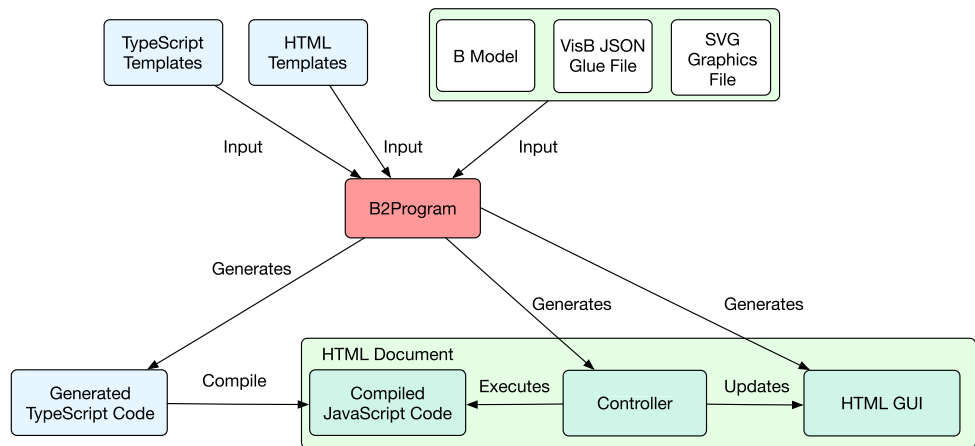 TypeScript
Templates
HTML
Templates
B Model
VisB JSON
Glue File
SVG
Graphics
File
Input
Input
Input
B2Program
Generates
Generates
Generates
HTML Document
Generated
TypeScript Code
Compile
Compiled
JavaScript Code
Executes
Controller
Updates
HTML GUI